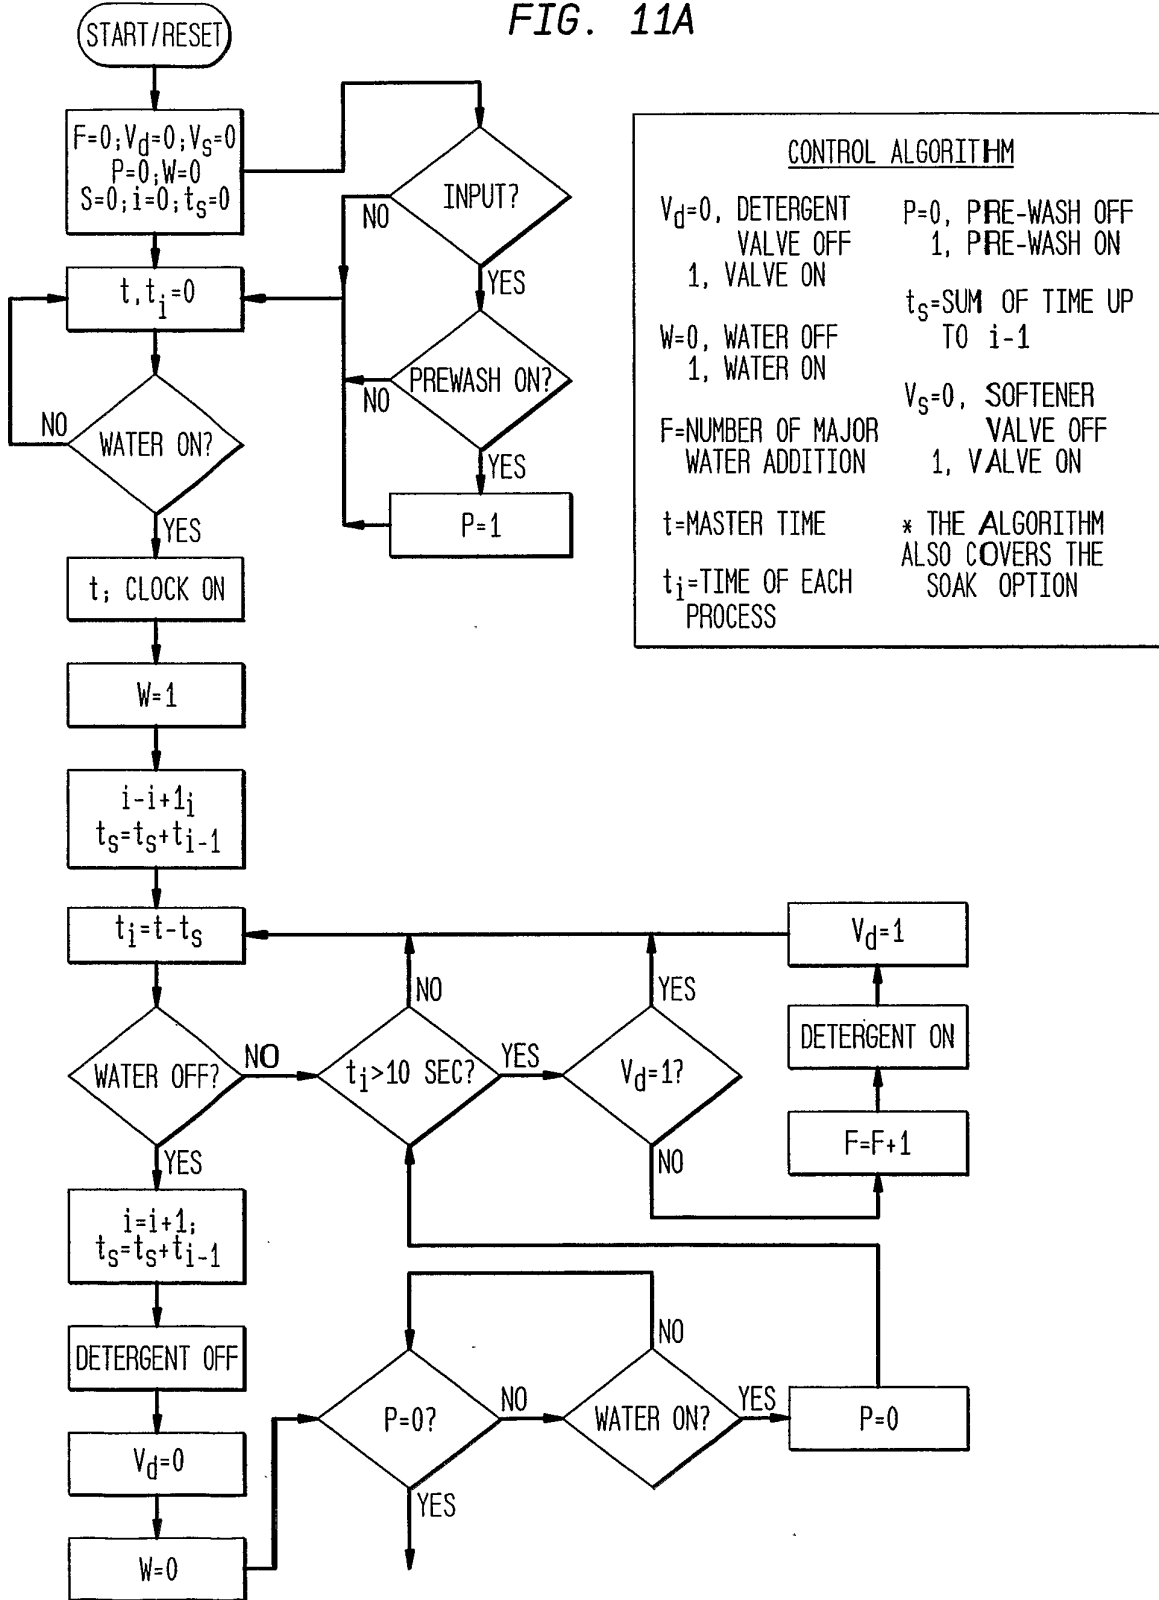 FIG. 11A
START/RESET
F=0;Vd=0;Vs=0
P=0;W=0
S=0;i=0;ts=0
t,ti=0
WATER ON?
NO
YES
t; CLOCK ON
W=1
i-i+1i
ts=ts+ti-1
ti=t-ts
WATER OFF?
NO
YES
i=i+1;
ts=ts+ti-1
DETERGENT OFF
Vd=0
W=0
INPUT?
NO
YES
PREWASH ON?
NO
YES
P=1
CONTROL ALGORITHM
Vd=0, DETERGENT
VALVE OFF
1, VALVE ON
W=0, WATER OFF
1, WATER ON
F=NUMBER OF MAJOR
WATER ADDITION
t=MASTER TIME
ti=TIME OF EACH
PROCESS
P=0, PRE-WASH OFF
1, PRE-WASH ON
ts=SUM OF TIME UP
TO i-1
Vs=0, SOFTENER
VALVE OFF
1, VALVE ON
* THE ALGORITHM
ALSO COVERS THE
SOAK OPTION
ti>10 SEC?
NO
YES
Vd=1?
YES
NO
Vd=1
DETERGENT ON
F=F+1
P=0?
NO
YES
WATER ON?
NO
YES
P=0